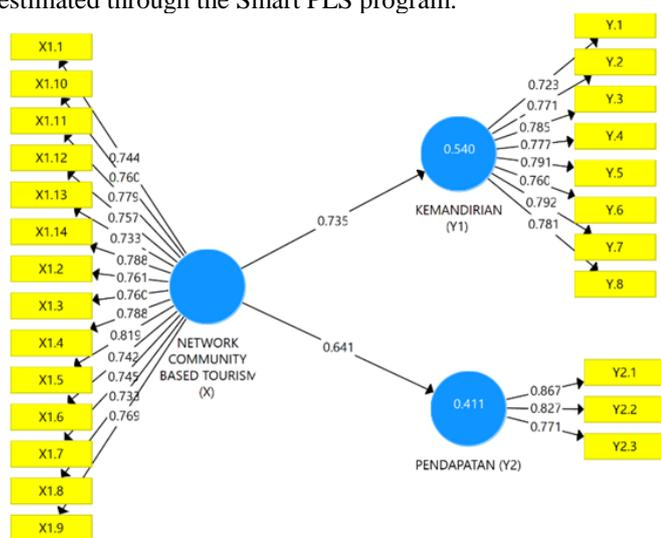 estimated through the Smart PLS program.
X1.1
X1.10
X1.11
X1.12
X1.13
X1.14
X1.2
X1.3
X1.4
X1.5
X1.6
X1.7
X1.8
X1.9
0.744
0.760
0.779
0.757
0.733
0.788
0.761
0.760
0.788
0.819
0.742
0.745
0.733
0.769
NETWORK
COMMUNITY
BASED TOURISM
(X)
0.735
0.641
0.540
KEMANDIRIAN
(Y1)
0.723
0.771
0.785
0.777
0.791
0.760
0.792
0.781
Y.1
Y.2
Y.3
Y.4
Y.5
Y.6
Y.7
Y.8
0.411
PENDAPATAN (Y2)
0.867
0.827
0.771
Y2.1
Y2.2
Y2.3